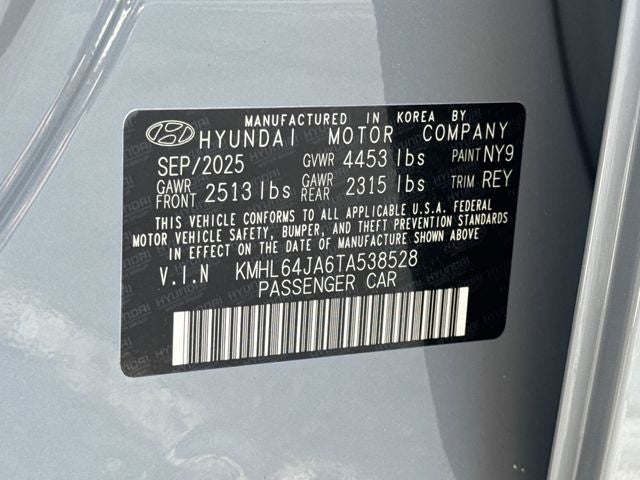 MANUFACTURED IN KOREA BY
HYUNDAI MOTOR COMPANY
SEP/2025 GVWR 4453 lbs PAINT NY9
GAWR FRONT 2513 lbs GAWR REAR 2315 lbs TRIM REY
THIS VEHICLE CONFORMS TO ALL APPLICABLE U.S.A. FEDERAL
MOTOR VEHICLE SAFETY, BUMPER, AND THEFT PREVENTION STANDARDS
IN EFFECT ON THE DATE OF MANUFACTURE SHOWN ABOVE
V.I.N KMHL64JA6TA538528
PASSENGER CAR